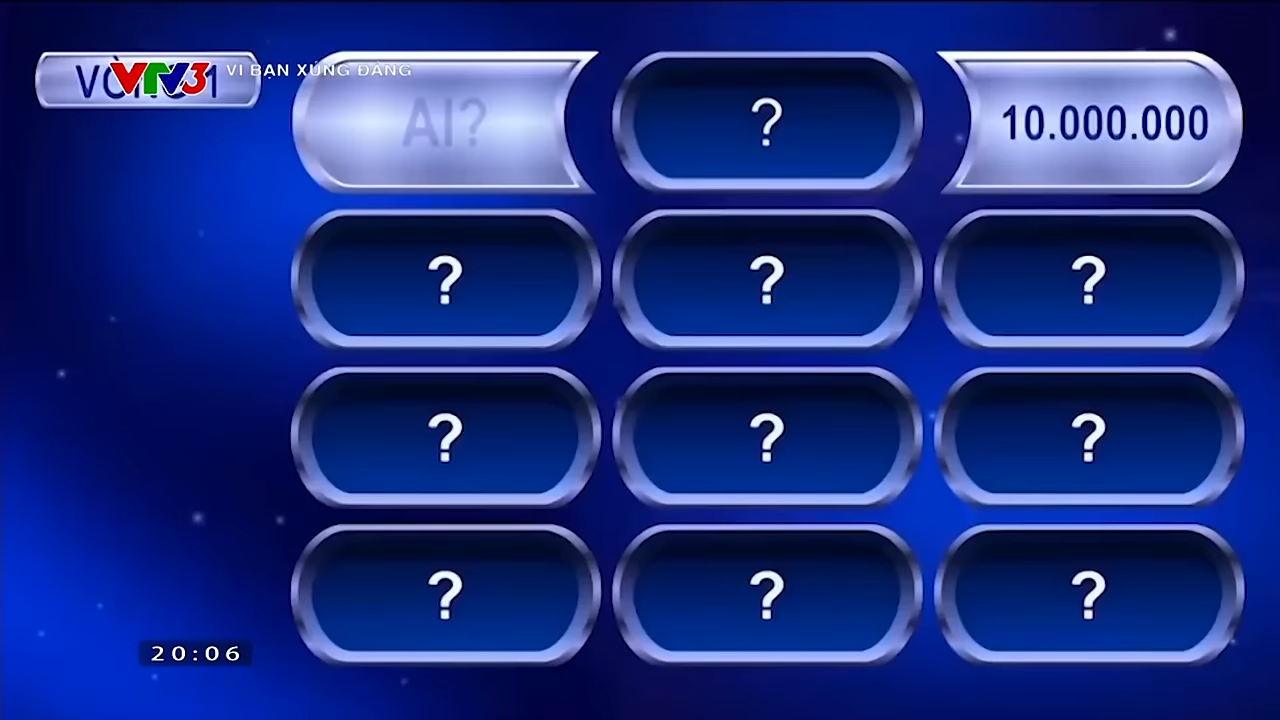 VTV3 VÌ BẠN XỨNG ĐÁNG
AI? ? 10.000.000
? ? ?
? ? ?
? ? ?
20:06